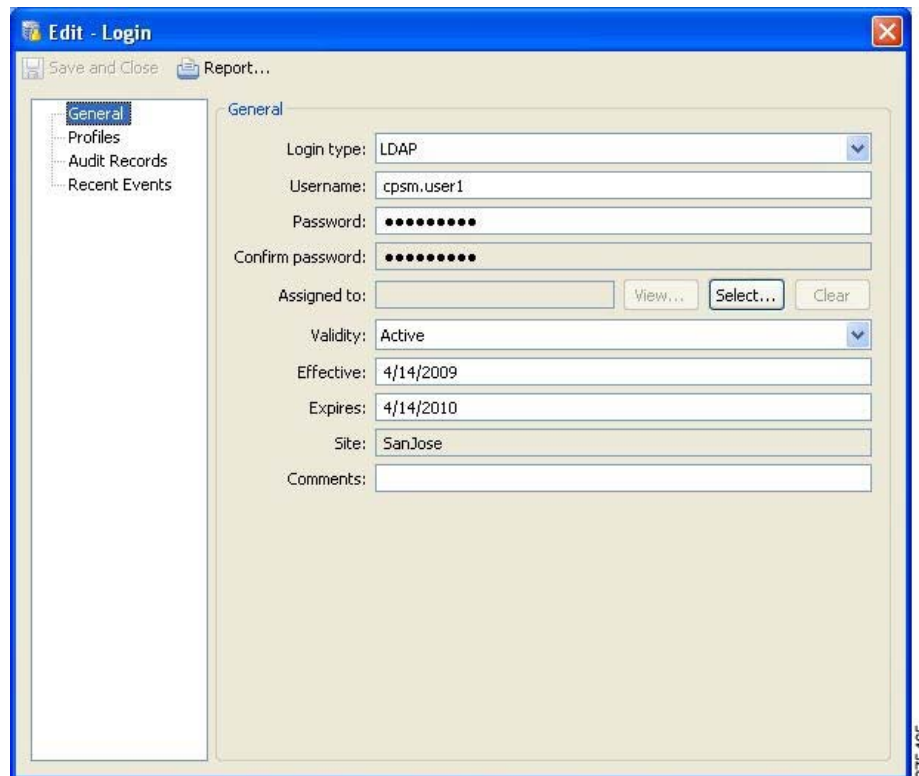 Edit - Login
Save and Close Report...
General
Profiles
Audit Records
Recent Events
General
Login type: LDAP
Username: cpsm.user1
Password: ●●●●●●●●●
Confirm password: ●●●●●●●●●
Assigned to: View... Select... Clear
Validity: Active
Effective: 4/14/2009
Expires: 4/14/2010
Site: SanJose
Comments: